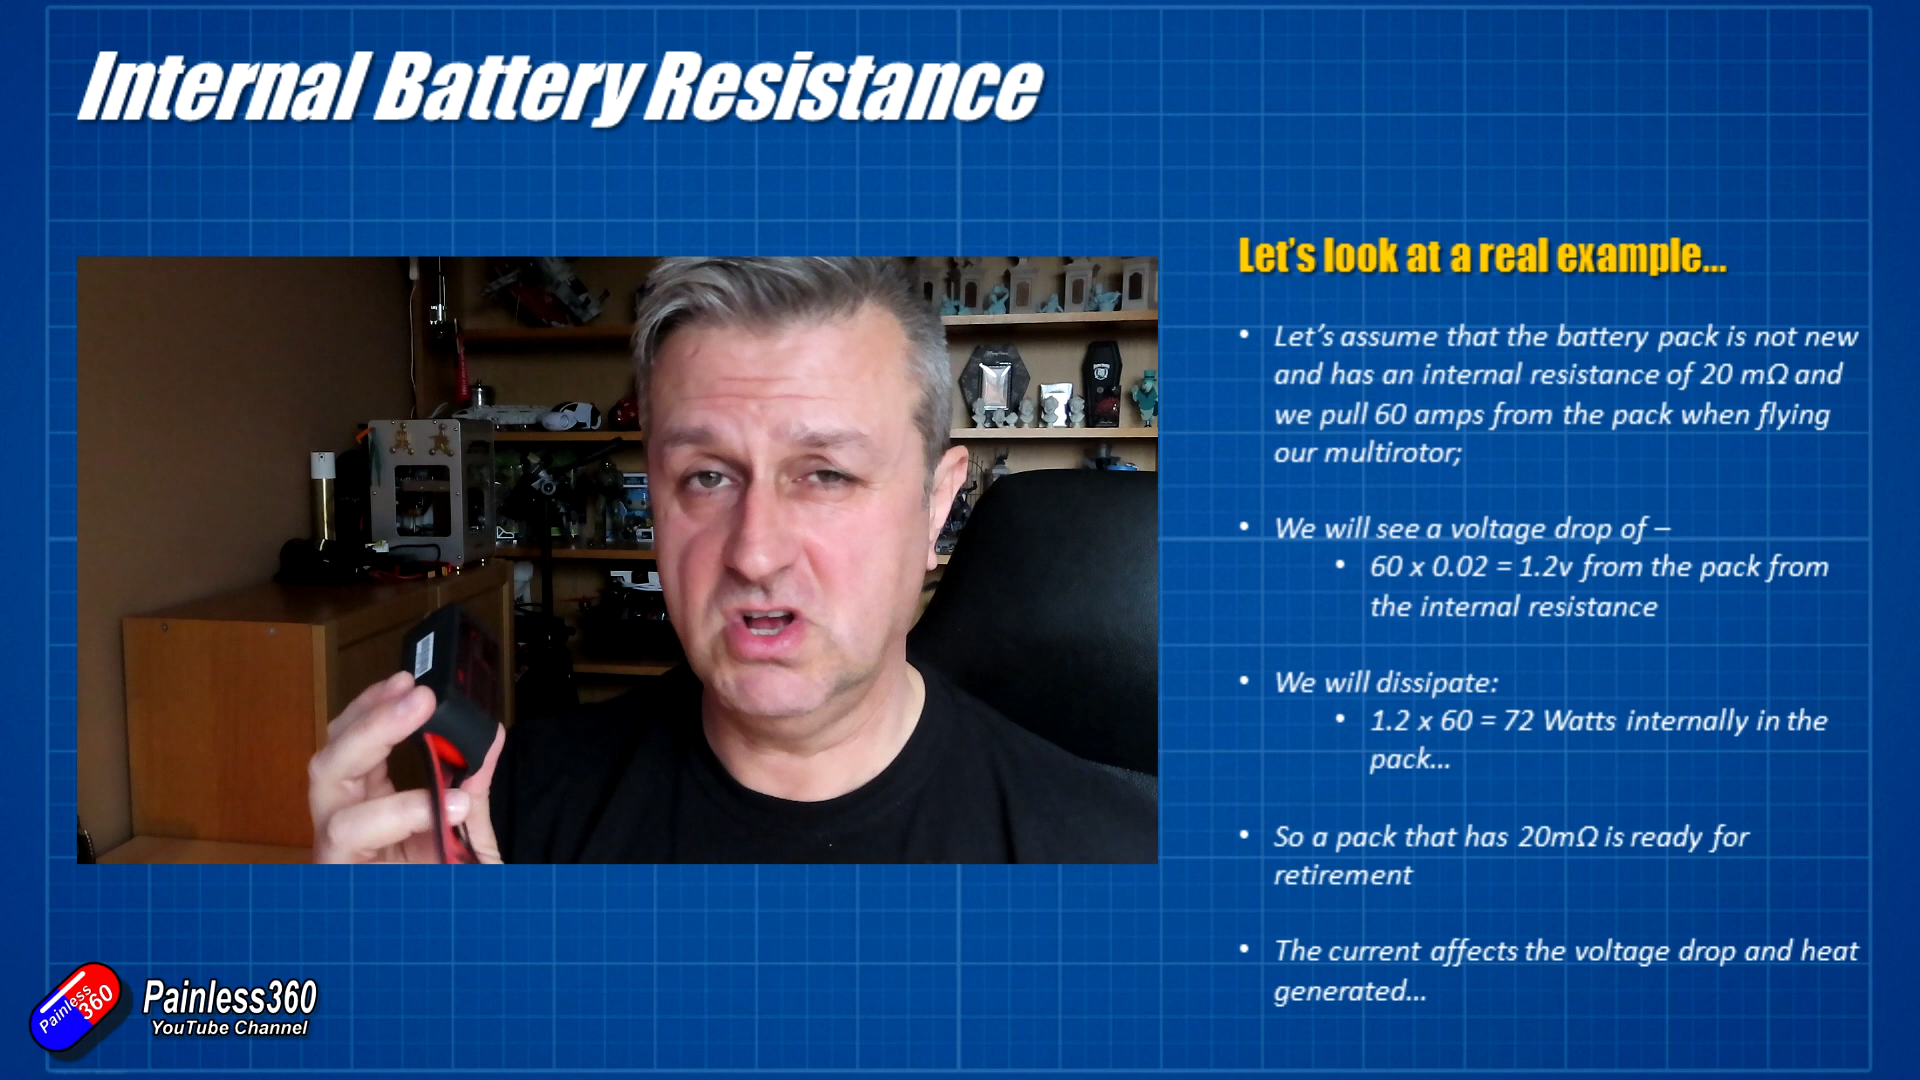 Internal Battery Resistance
Let's look at a real example...
• Let's assume that the battery pack is not new
and has an internal resistance of 20 mΩ and
we pull 60 amps from the pack when flying
our multirotor;
• We will see a voltage drop of –
• 60 x 0.02 = 1.2v from the pack from
the internal resistance
• We will dissipate:
• 1.2 x 60 = 72 Watts internally in the
pack...
• So a pack that has 20mΩ is ready for
retirement
• The current affects the voltage drop and heat
generated...
Painless
360
Painless360
YouTube Channel